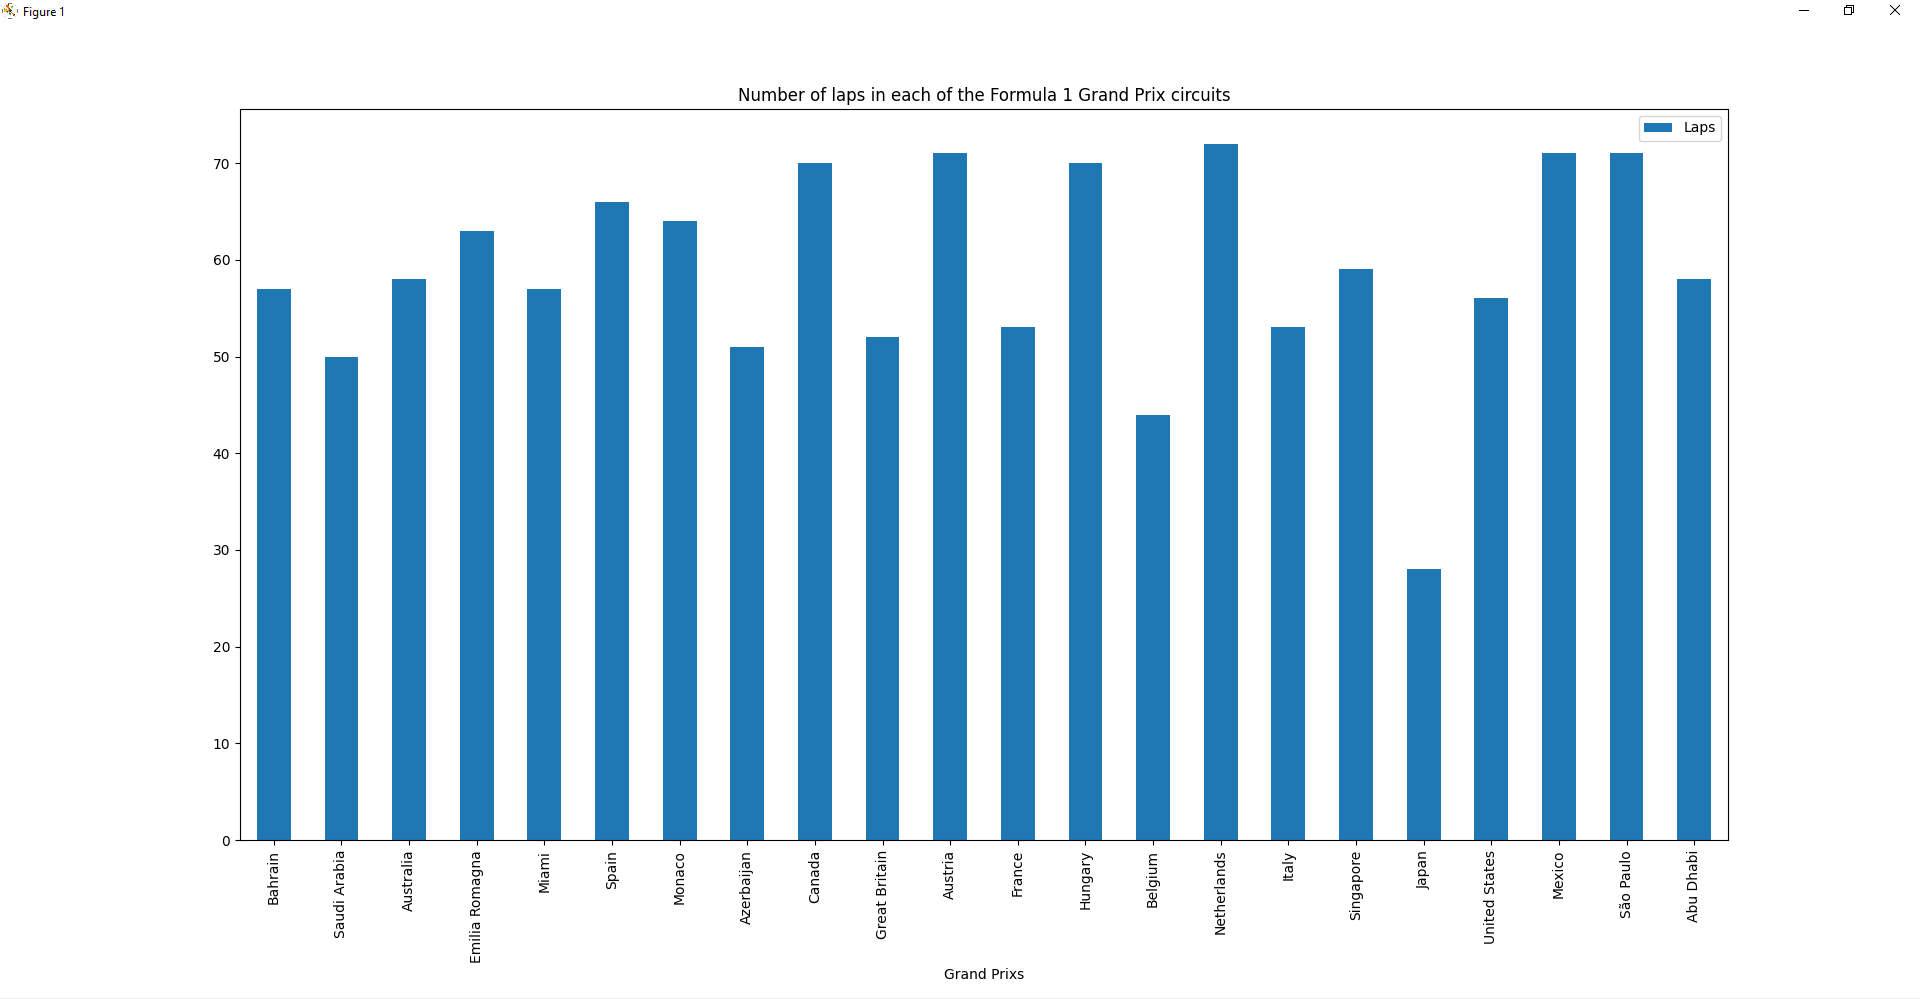 Figure 1
Number of laps in each of the Formula 1 Grand Prix circuits
Laps
70
60
50
40
30
20
10
0
Bahrain
Saudi Arabia
Australia
Emilia Romagna
Miami
Spain
Monaco
Azerbaijan
Canada
Great Britain
Austria
France
Hungary
Belgium
Netherlands
Italy
Singapore
Japan
United States
Mexico
São Paulo
Abu Dhabi
Grand Prixs